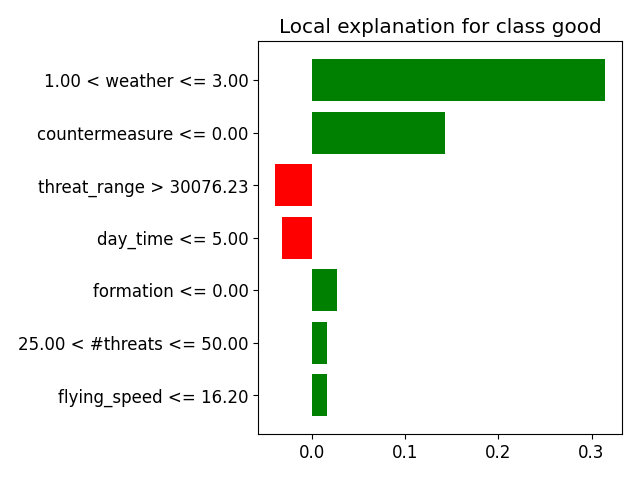 Local explanation for class good
1.00 < weather <= 3.00
countermeasure <= 0.00
threat_range > 30076.23
day_time <= 5.00
formation <= 0.00
25.00 < #threats <= 50.00
flying_speed <= 16.20
0.0 0.1 0.2 0.3